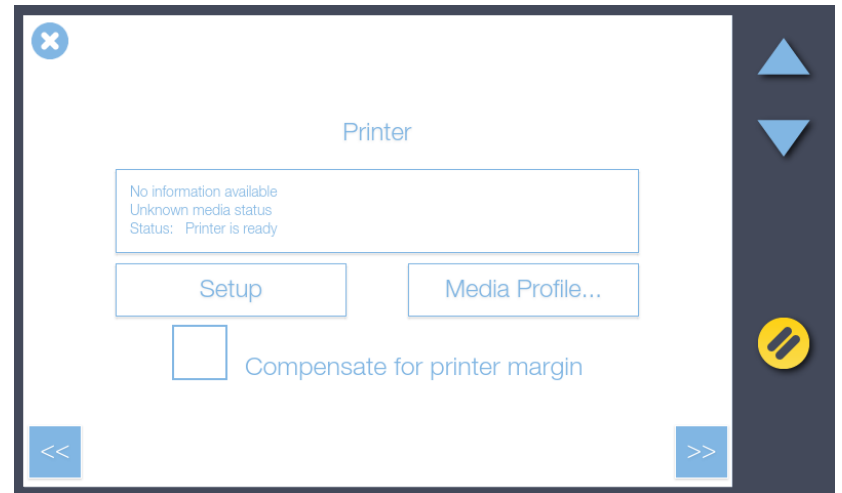 Printer
No information available
Unknown media status
Status: Printer is ready
Setup
Media Profile...
Compensate for printer margin
<<
>>